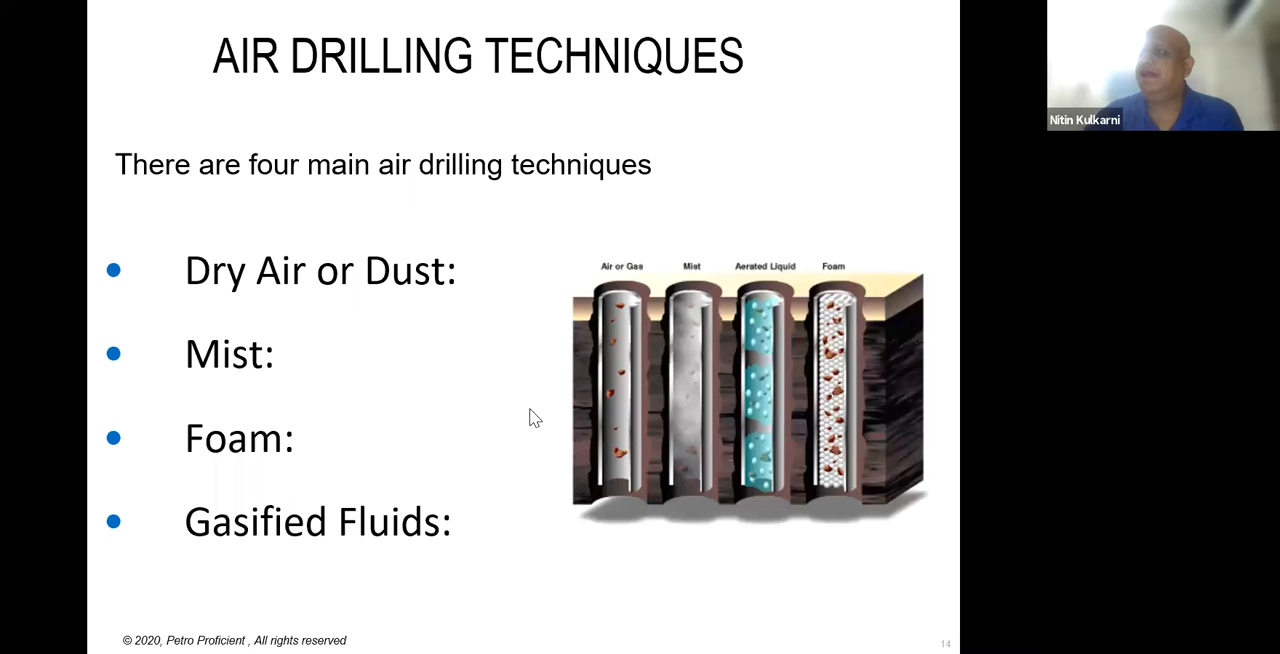 AIR DRILLING TECHNIQUES
Nitin Kulkarni
There are four main air drilling techniques
• Dry Air or Dust:
• Mist:
• Foam:
• Gasified Fluids:
Air or Gas Mist Aerated Liquid Foam
© 2020, Petro Proficient , All rights reserved
14